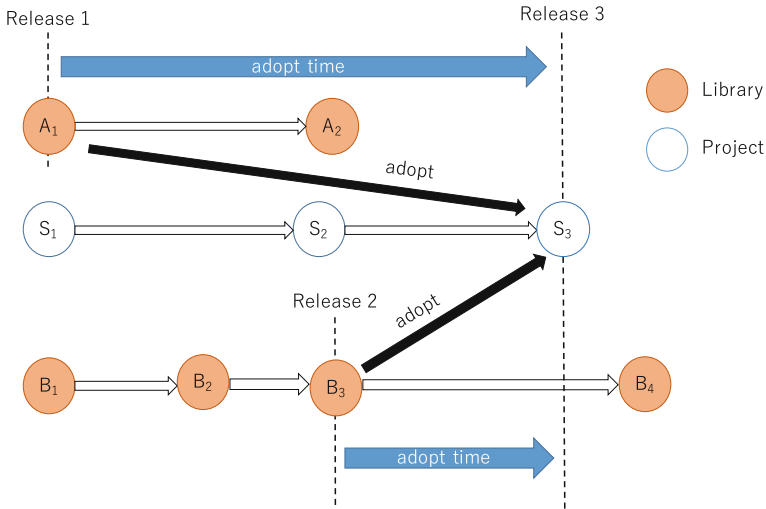 Release 1
Release 3
adopt time
Library
A₁
A₂
Project
adopt
S₁
S₂
S₃
Release 2
adopt
B₁
B₂
B₃
B₄
adopt time